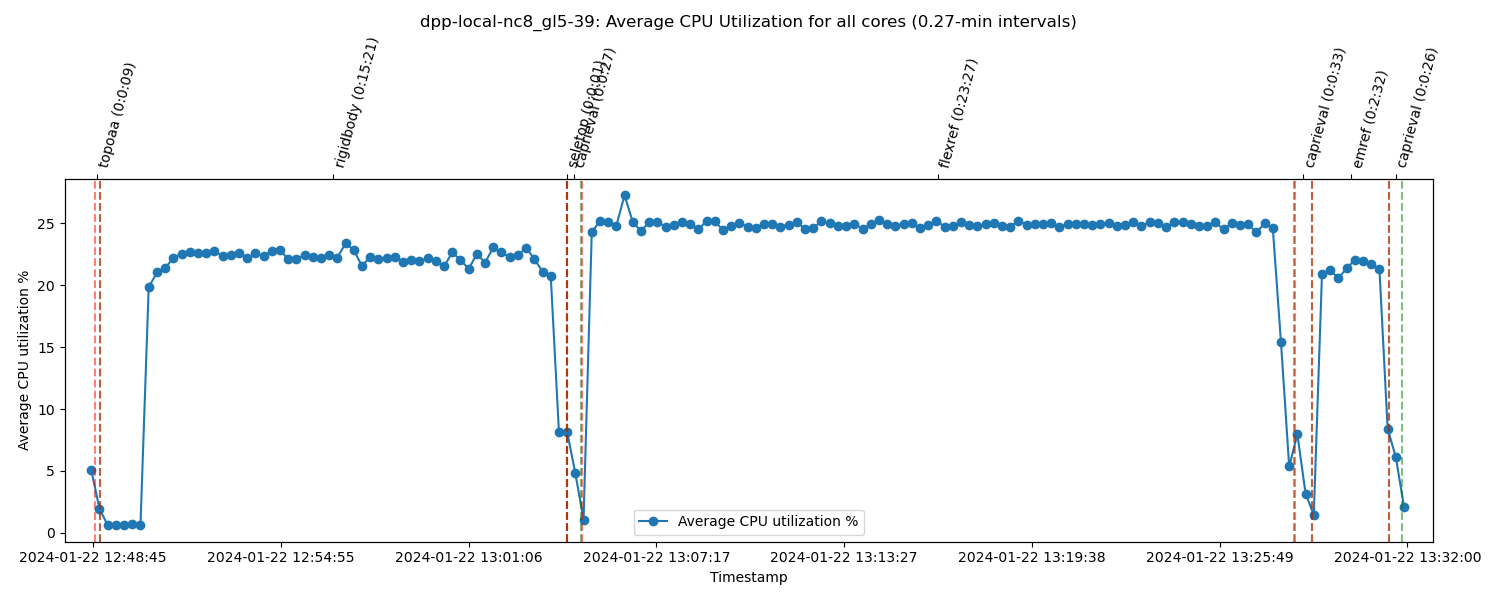 dpp-local-nc8_gl5-39: Average CPU Utilization for all cores (0.27-min intervals)
topoaa (0:0:09)
rigidbody (0:15:21)
seletop (0:0:01)
caprieval (0:0:27)
flexref (0:23:27)
caprieval (0:0:33)
emref (0:2:32)
caprieval (0:0:26)
Average CPU utilization %
25
20
15
10
5
0
Average CPU utilization %
2024-01-22 12:48:45
2024-01-22 12:54:55
2024-01-22 13:01:06
2024-01-22 13:07:17
2024-01-22 13:13:27
2024-01-22 13:19:38
2024-01-22 13:25:49
2024-01-22 13:32:00
Timestamp